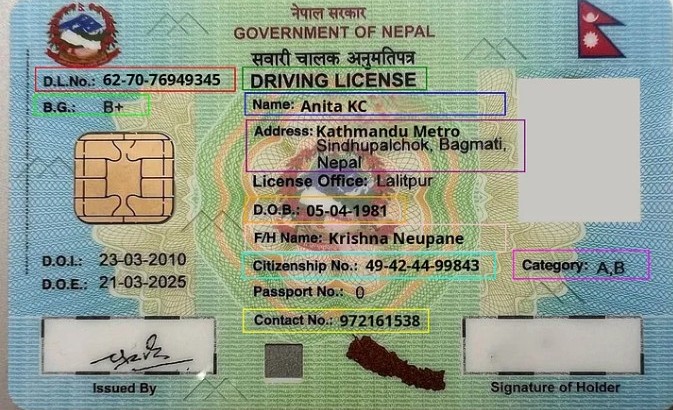 नेपाल सरकार
GOVERNMENT OF NEPAL
सवारी चालक अनुमतिपत्र
D.L.No.: 62-70-76949345
DRIVING LICENSE
B.G.: B+
Name: Anita KC
Address: Kathmandu Metro
Sindhupalchok, Bagmati,
Nepal
License Office: Lalitpur
D.O.B.: 05-04-1981
F/H Name: Krishna Neupane
D.O.I.: 23-03-2010
Citizenship No.: 49-42-44-99843
Category: A,B
D.O.E.: 21-03-2025
Passport No.: 0
Contact No.: 972161538
Issued By
Signature of Holder